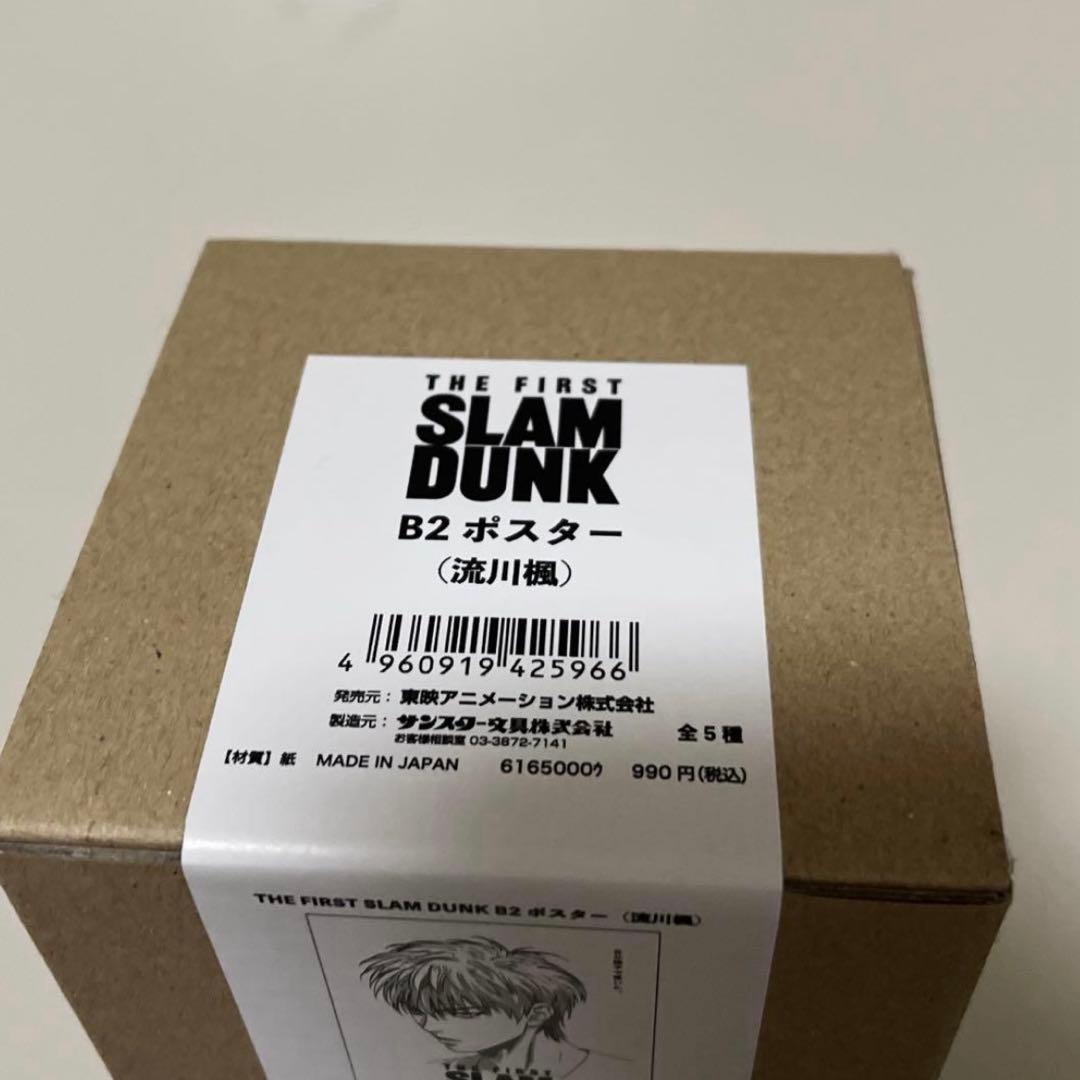 THE FIRST
SLAM
DUNK
B2 ポスター
（流川楓）
4 960919 425966
発売元：東映アニメーション株式会社
製造元：サンスター文具株式会社
お客様相談室 03-3872-7141
全5種
【材質】紙 MADE IN JAPAN 6165000ｳ 990円（税込）
THE FIRST SLAM DUNK B2 ポスター （流川楓）
THE FIRST
SLAM